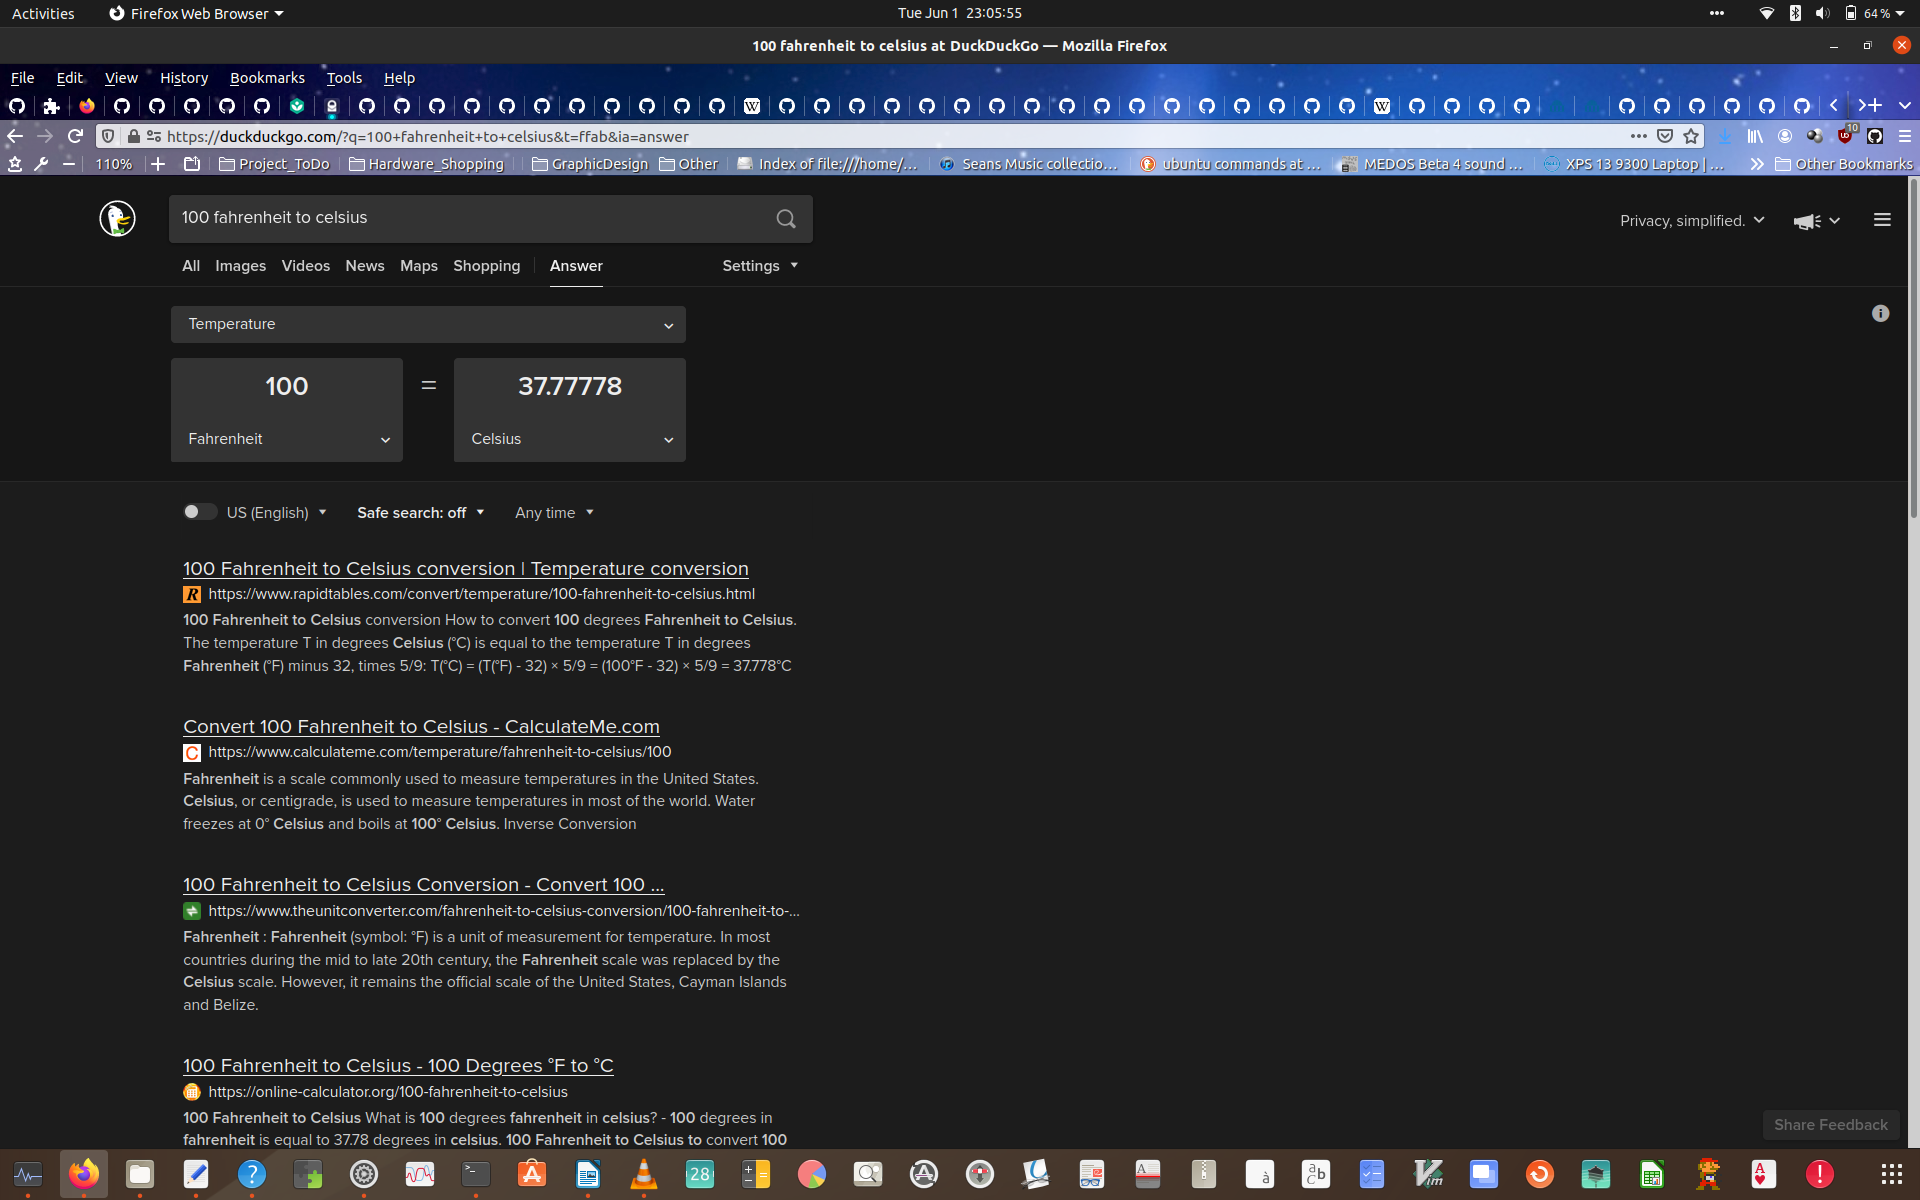 Activities
Firefox Web Browser
Tue Jun 1 23:05:55
64 %
100 fahrenheit to celsius at DuckDuckGo — Mozilla Firefox
File Edit View History Bookmarks Tools Help
https://duckduckgo.com/?q=100+fahrenheit+to+celsius&t=ffab&ia=answer
10
110%
Project_ToDo
Hardware_Shopping
GraphicDesign
Other
Index of file:///home/...
Seans Music collectio...
ubuntu commands at ...
MEDOS Beta 4 sound ...
XPS 13 9300 Laptop | ...
Other Bookmarks
100 fahrenheit to celsius
Privacy, simplified.
All Images Videos News Maps Shopping Answer Settings
Temperature
100 = 37.77778
Fahrenheit Celsius
US (English) Safe search: off Any time
100 Fahrenheit to Celsius conversion | Temperature conversion
https://www.rapidtables.com/convert/temperature/100-fahrenheit-to-celsius.html
100 Fahrenheit to Celsius conversion How to convert 100 degrees Fahrenheit to Celsius.
The temperature T in degrees Celsius (°C) is equal to the temperature T in degrees
Fahrenheit (°F) minus 32, times 5/9: T(°C) = (T(°F) - 32) × 5/9 = (100°F - 32) × 5/9 = 37.778°C
Convert 100 Fahrenheit to Celsius - CalculateMe.com
https://www.calculateme.com/temperature/fahrenheit-to-celsius/100
Fahrenheit is a scale commonly used to measure temperatures in the United States.
Celsius, or centigrade, is used to measure temperatures in most of the world. Water
freezes at 0° Celsius and boils at 100° Celsius. Inverse Conversion
100 Fahrenheit to Celsius Conversion - Convert 100 ...
https://www.theunitconverter.com/fahrenheit-to-celsius-conversion/100-fahrenheit-to-...
Fahrenheit : Fahrenheit (symbol: °F) is a unit of measurement for temperature. In most
countries during the mid to late 20th century, the Fahrenheit scale was replaced by the
Celsius scale. However, it remains the official scale of the United States, Cayman Islands
and Belize.
100 Fahrenheit to Celsius - 100 Degrees °F to °C
https://online-calculator.org/100-fahrenheit-to-celsius
100 Fahrenheit to Celsius What is 100 degrees fahrenheit in celsius? - 100 degrees in
fahrenheit is equal to 37.78 degrees in celsius. 100 Fahrenheit to Celsius to convert 100
Share Feedback
28